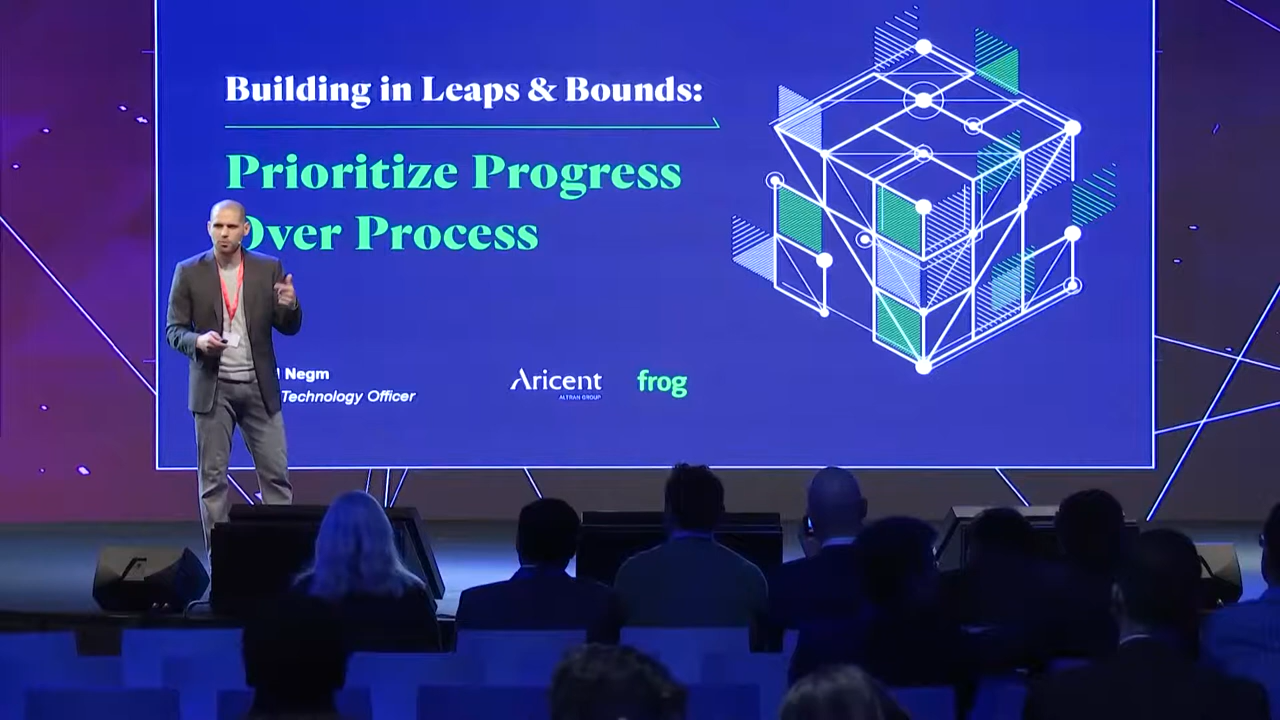 Building in Leaps & Bounds:
Prioritize Progress
Over Process
Negm
Technology Officer
Aricent
ALTRAN GROUP
frog